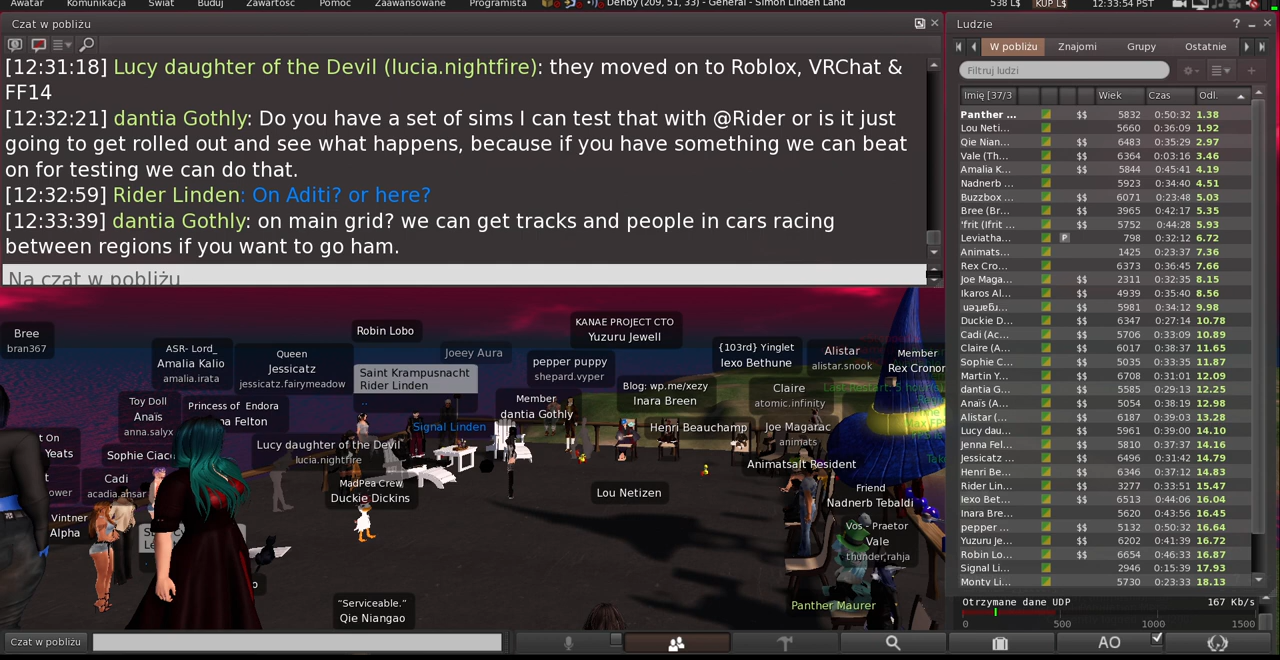 Awatar Komunikacja Świat Buduj Zawartość Pomoc Zaawansowane Programista Denby (209, 51, 33) - General - Simon Linden Land 538 L$ KUP L$ 12:33:54 PST
Czat w pobliżu
[12:31:18] Lucy daughter of the Devil (lucia.nightfire): they moved on to Roblox, VRChat &
FF14
[12:32:21] dantia Gothly: Do you have a set of sims I can test that with @Rider or is it just
going to get rolled out and see what happens, because if you have something we can beat
on for testing we can do that.
[12:32:59] Rider Linden: On Aditi? or here?
[12:33:39] dantia Gothly: on main grid? we can get tracks and people in cars racing
between regions if you want to go ham.
Na czat w pobliżu
Bree
bran367
ASR- Lord_
Amalia Kalio
amalia.irata
Queen
Jessicatz
jessicatz.fairymeadow
Robin Lobo
Joeey Aura
Saint Krampusnacht
Rider Linden
KANAE PROJECT CTO
Yuzuru Jewell
pepper puppy
shepard.vyper
{103rd} Yinglet
Iexo Bethune
Alistar
alistar.snook
Member
Rex Cronon
Toy Doll
Anaïs
anna.salyx
Princess of Endora
na Felton
Member
dantia Gothly
Blog: wp.me/xezy
Inara Breen
Claire
atomic.infinity
Signal Linden
Henri Beauchamp
Joe Magarac
animats
t On
Yeats
Sophie Ciacc
Lucy daughter of the Devil
lucia.nightfire
Cadi
acadia.ansar
MadPea Crew
Duckie Dickins
Lou Netizen
Animatsalt Resident
Friend
Nadnerb Tebaldi
Vintner
Alpha
Vos - Praetor
Vale
thunder.rahja
Panther Maurer
“Serviceable.”
Qie Niangao
Czat w pobliżu
Ludzie
W pobliżu Znajomi Grupy Ostatnie
Filtruj ludzi
Imię [37/3 Wiek Czas Odl.
Panther ... $$ 5832 0:50:32 1.38
Lou Neti... 5660 0:36:09 1.92
Qie Nian... $$ 6483 0:35:29 2.97
Vale (Th... $$ 6364 0:03:16 3.46
Amalia K... $$ 5844 0:45:41 4.19
Nadnerb ... 5923 0:34:40 4.51
Buzzbox ... $$ 6071 0:23:48 5.03
Bree (Br... $$ 3965 0:42:17 5.35
'frit (Ifrit ... $$ 5752 0:44:28 5.93
Leviatha... P 798 0:32:12 6.72
Animats... 1425 0:23:37 7.36
Rex Cro... 6373 0:36:45 7.66
Joe Maga... $$ 2311 0:35:32 8.15
Ikaros Al... $$ 4939 0:35:40 8.56
$$ 5981 0:34:12 9.98
Duckie D... $$ 6347 0:27:14 10.78
Cadi (Ac... $$ 5706 0:33:09 10.89
Claire (A... $$ 6017 0:38:37 11.65
Sophie C... $$ 5035 0:33:35 11.87
Martin Y... $$ 6708 0:31:01 12.09
dantia G... $$ 5585 0:29:13 12.25
Anaïs (A... $$ 5054 0:38:19 12.98
Alistar (... $$ 6187 0:39:03 13.28
Lucy dau... $$ 5961 0:39:00 14.10
Jenna Fel... $$ 5810 0:37:37 14.16
Jessicatz ... $$ 6496 0:31:42 14.79
Henri Be... $$ 6346 0:37:12 14.83
Rider Lin... $$ 3277 0:33:51 15.47
Iexo Bet... $$ 6513 0:44:06 16.04
Inara Bre... 5620 0:43:56 16.45
pepper ... $$ 5132 0:50:32 16.64
Yuzuru Je... $$ 6202 0:41:39 16.72
Robin Lo... $$ 6654 0:46:33 16.87
Signal Li... 2946 0:15:39 17.93
Monty Li... 5730 0:23:33 18.13
Otrzymane dane UDP 167 Kb/s
0 500 1000 1500
AO